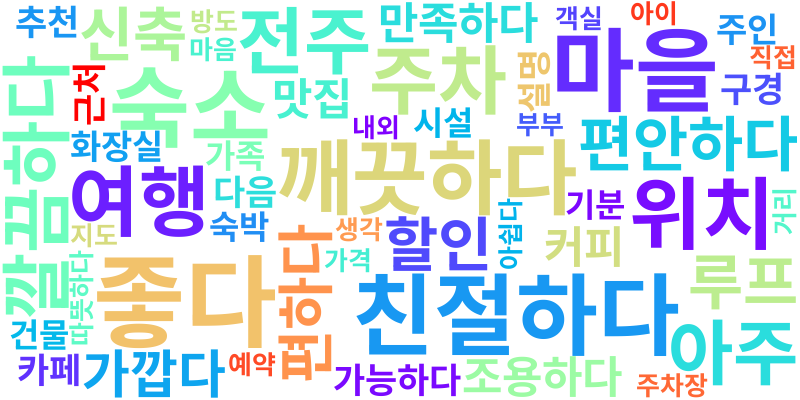 추천
신축
방도
마음
전주
만족하다
객실
아이
주인
직접
깔끔하다
근처
숙소
맛집
주차
설명
마을
구경
화장실
가족
내외
시설
부부
편안하다
여행
다음
숙박
깨끗하다
기분
위치
거리
지도
생각
가격
할인
아쉽다
커피
따뜻하다
좋다
편하다
친절하다
루프
건물
카페
가깝다
예약
가능하다
조용하다
주차장
아주